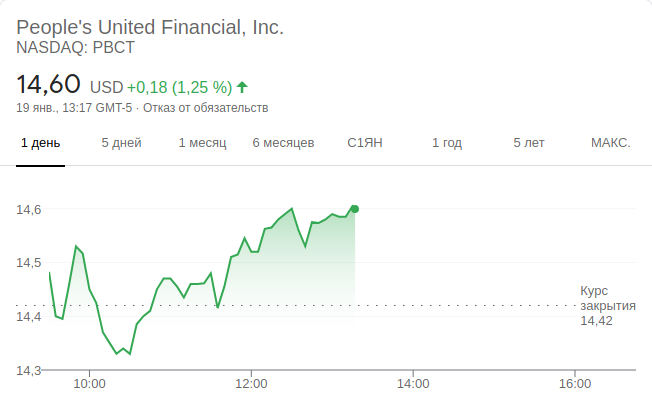 People's United Financial, Inc.
NASDAQ: PBCT
14,60 USD +0,18 (1,25 %)
19 янв., 13:17 GMT-5 · Отказ от обязательств
1 день 5 дней 1 месяц 6 месяцев С1ЯН 1 год 5 лет МАКС.
14,6
14,5
Курс
закрытия
14,42
14,4
14,3
10:00 12:00 14:00 16:00